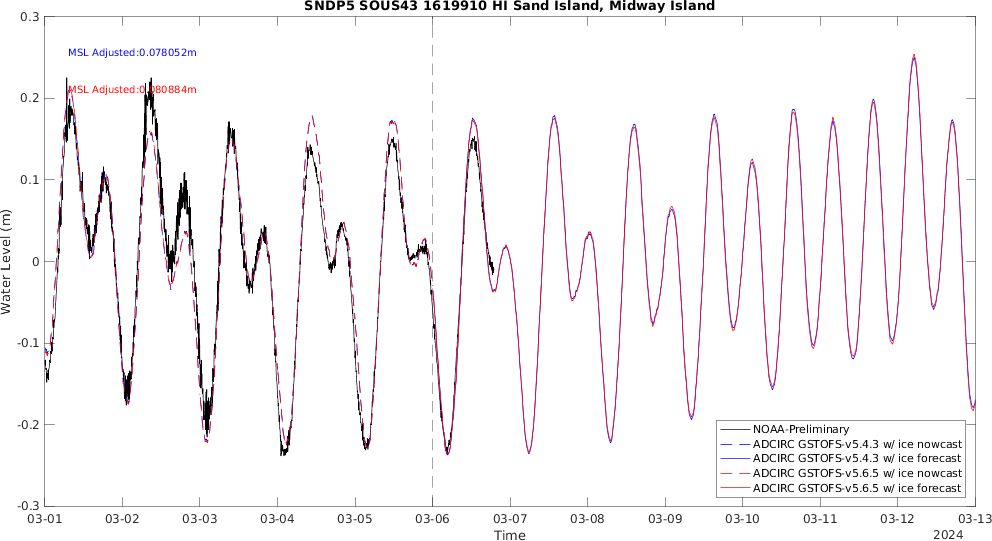 SNDP5 SOUS43 1619910 HI Sand Island, Midway Island
0.3
MSL Adjusted:0.078052m
MSL Adjusted:0.080884m
0.2
0.1
0
-0.1
-0.2
-0.3
Water Level (m)
NOAA-Preliminary
ADCIRC GSTOFS-v5.4.3 w/ ice nowcast
ADCIRC GSTOFS-v5.4.3 w/ ice forecast
ADCIRC GSTOFS-v5.6.5 w/ ice nowcast
ADCIRC GSTOFS-v5.6.5 w/ ice forecast
03-01 03-02 03-03 03-04 03-05 03-06 03-07 03-08 03-09 03-10 03-11 03-12 03-13
Time
2024